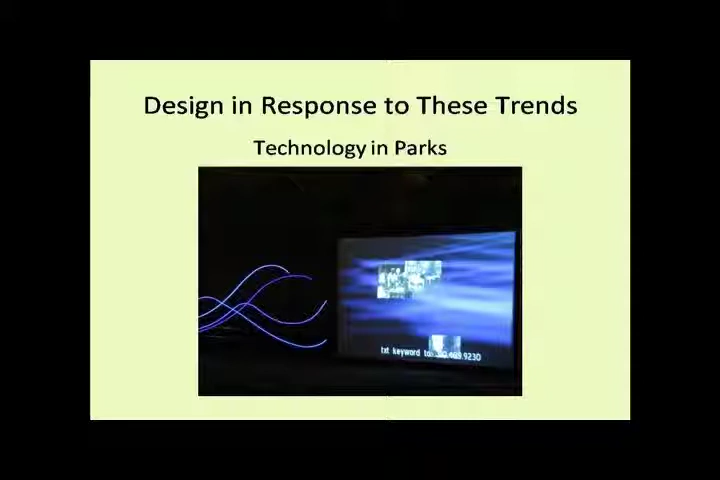 Design in Response to These Trends
Technology in Parks
txt keyword to: